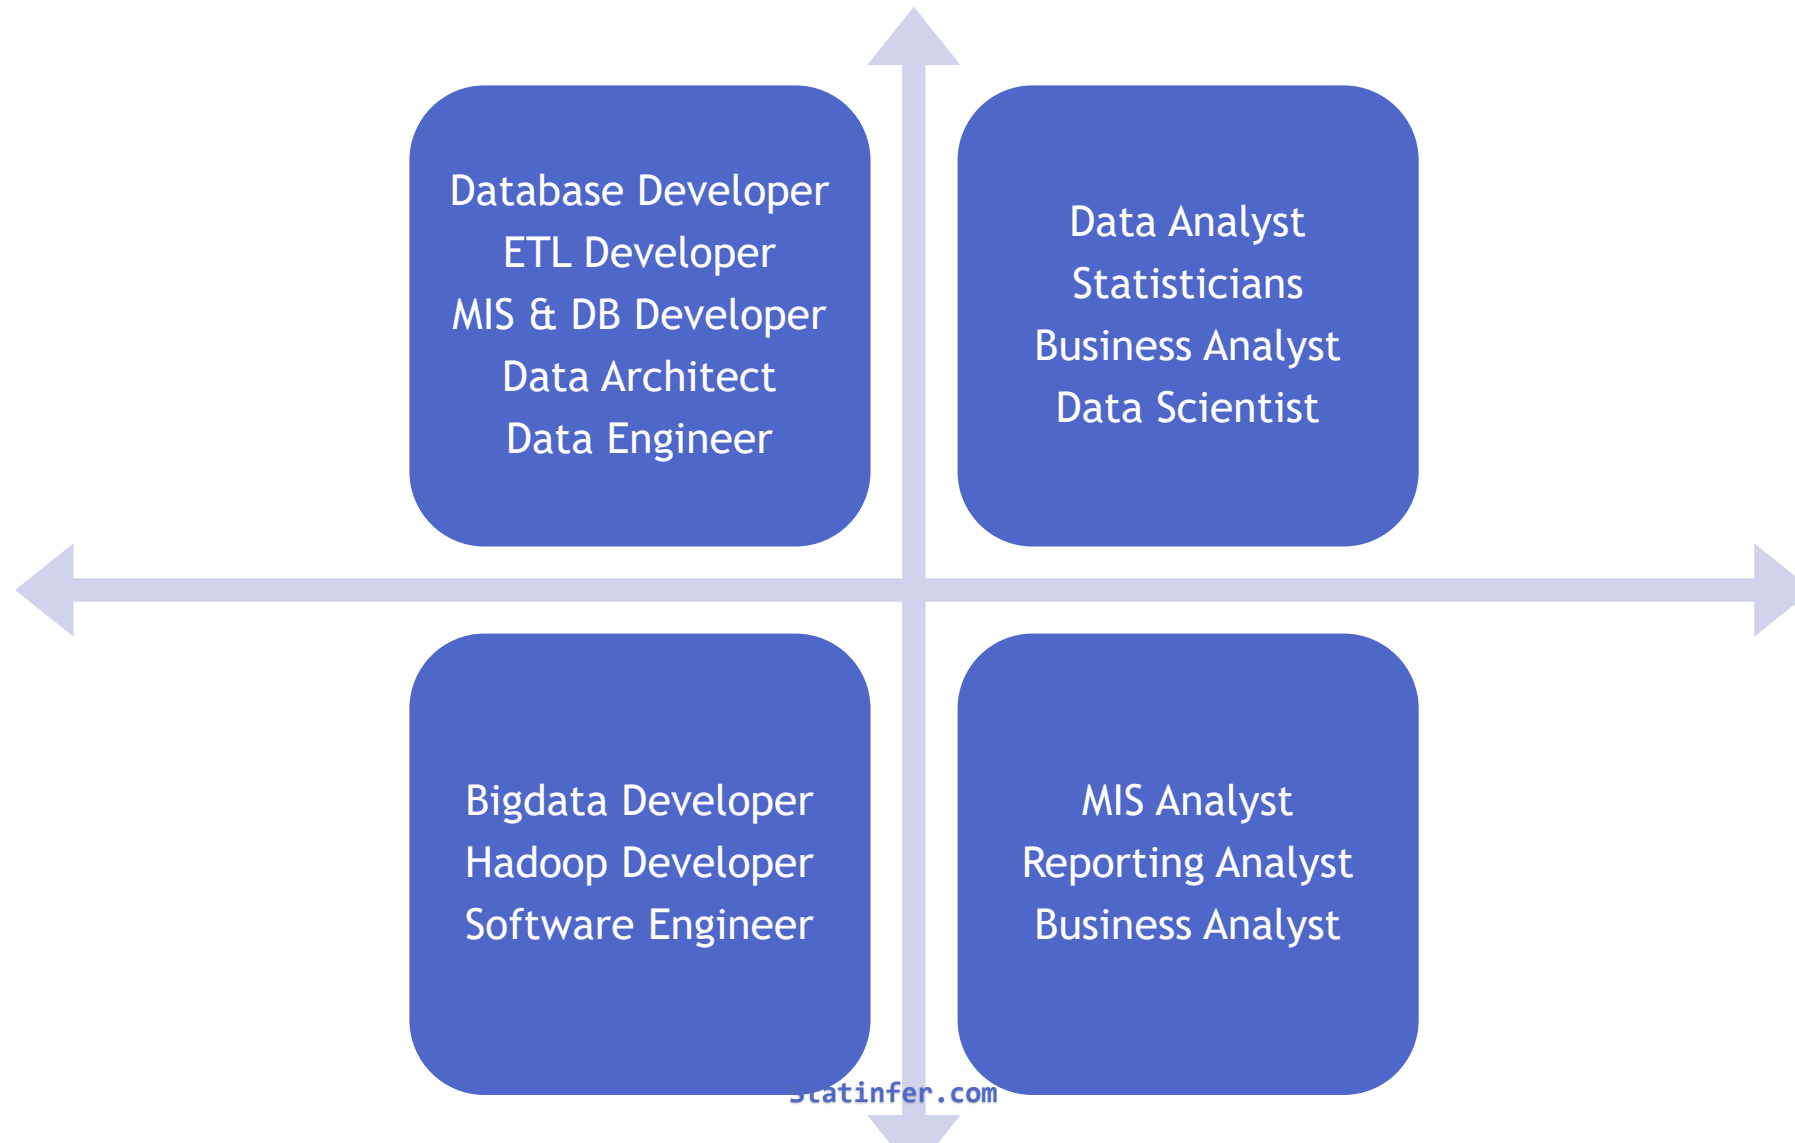 Database Developer
ETL Developer
MIS & DB Developer
Data Architect
Data Engineer
Data Analyst
Statisticians
Business Analyst
Data Scientist
Bigdata Developer
Hadoop Developer
Software Engineer
MIS Analyst
Reporting Analyst
Business Analyst
Statinfer.com